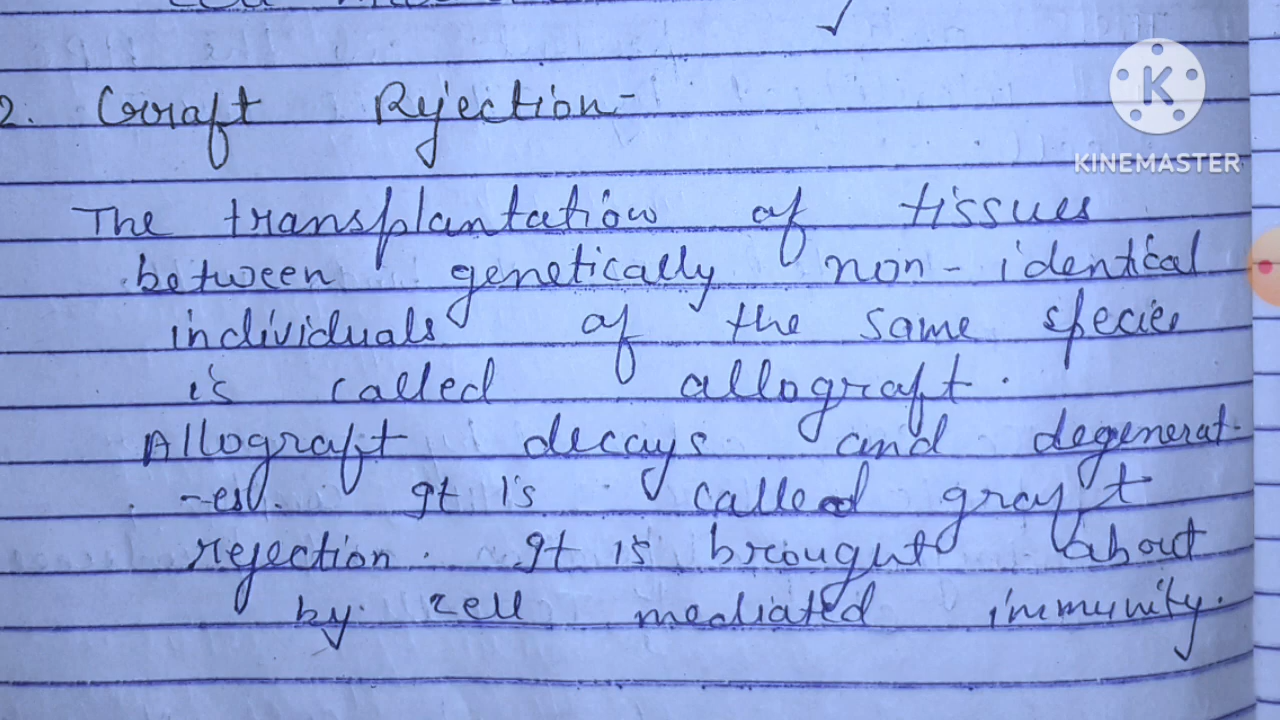 2. Graft Rejection-
KINEMASTER
The transplantation of tissues
between genetically non-identical
individuals of the same species
is called allograft.
Allograft decays and degenerat-
-es. It is called graft
rejection. It is brought about
by cell mediated immunity.